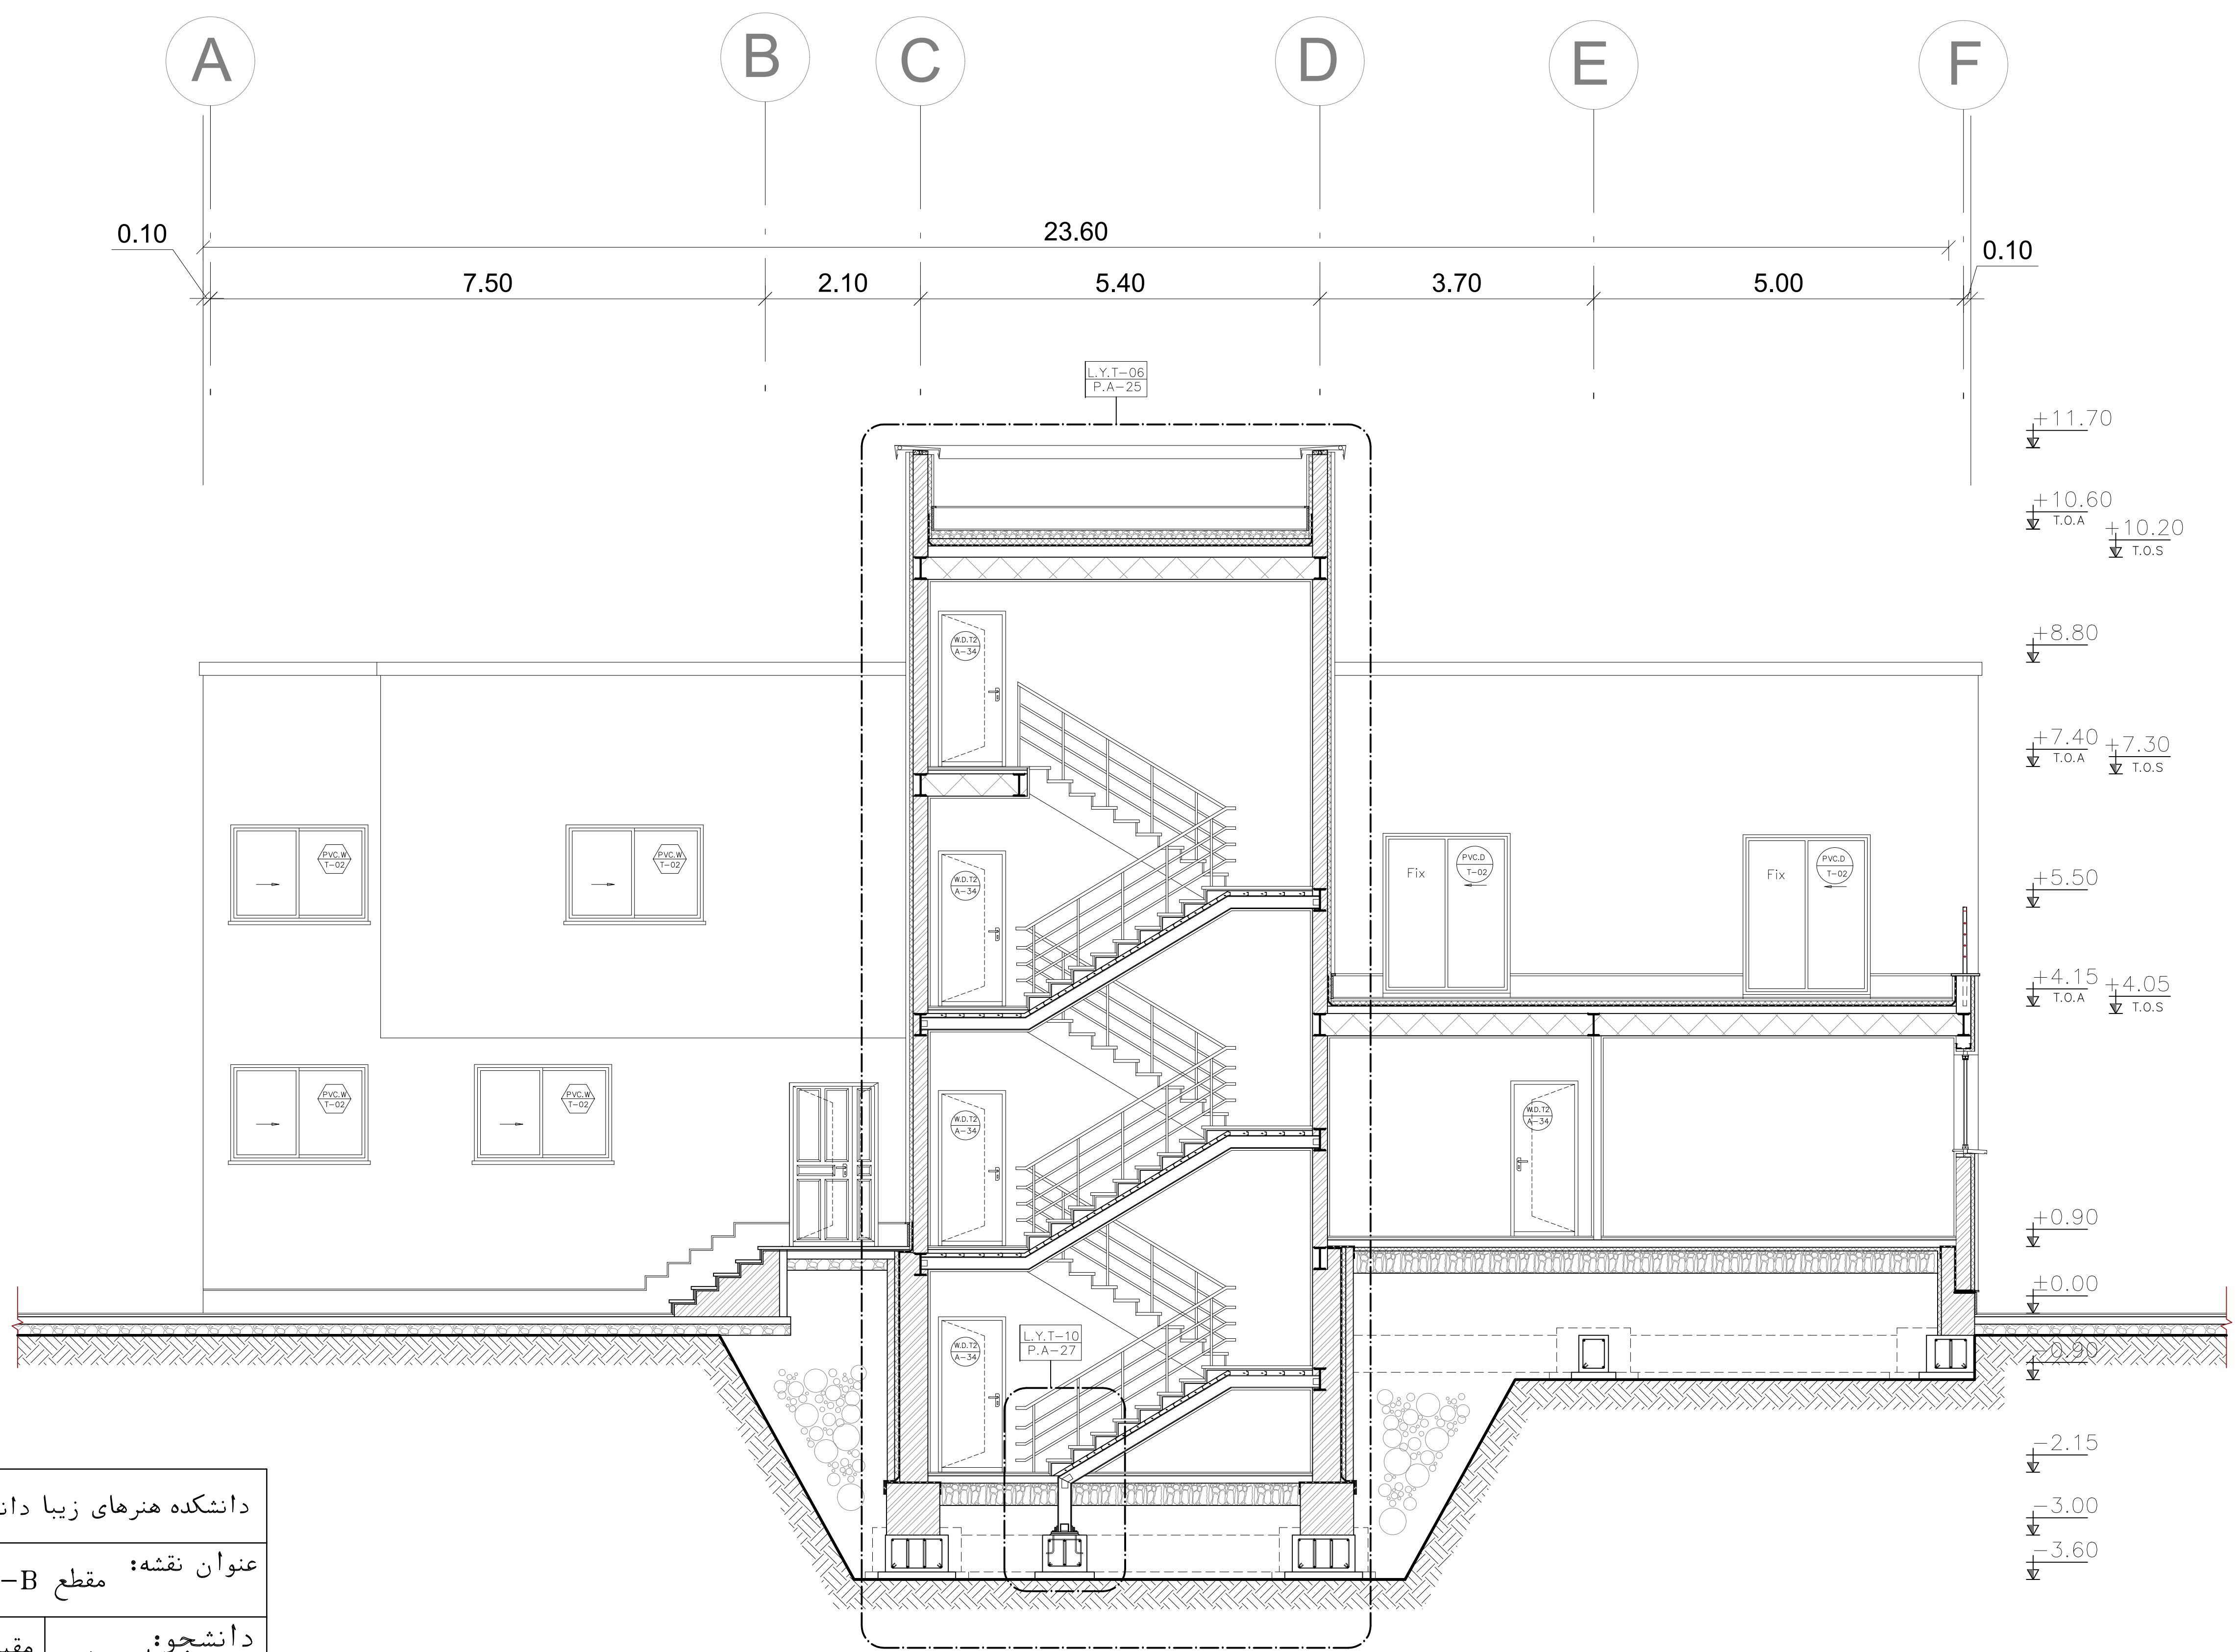 A B C D E F
0.10 23.60 0.10
7.50 2.10 5.40 3.70 5.00
L.Y.T-06
P.A-25
+11.70
+10.60
T.O.A
+10.20
T.O.S
W.D.T2
A-34
+8.80
+7.40
T.O.A
+7.30
T.O.S
PVC.W
T-02
PVC.W
T-02
W.D.T2
A-34
Fix
PVC.D
T-02
Fix
PVC.D
T-02
+5.50
+4.15
T.O.A
+4.05
T.O.S
PVC.W
T-02
PVC.W
T-02
W.D.T2
A-34
W.D.T2
A-34
+0.90
±0.00
W.D.T2
A-34
L.Y.T-10
P.A-27
-0.90
-2.15
-3.00
-3.60
دانشکده هنرهای زیبا
عنوان نقشه: مقطع B-
دانشجو: